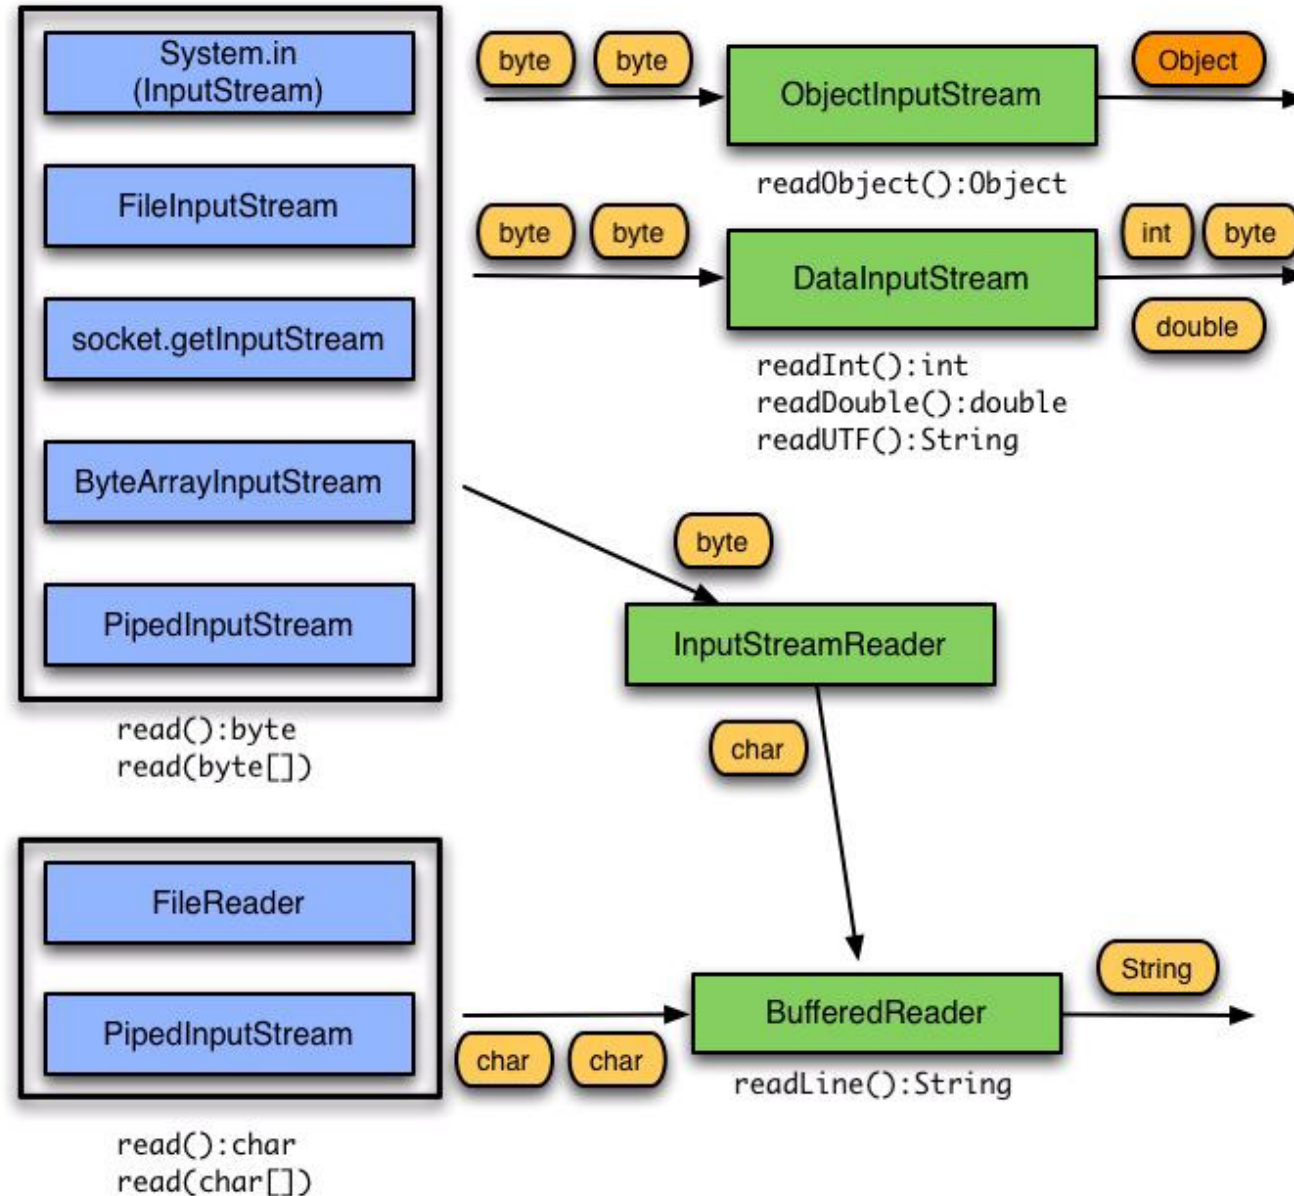 System.in
(InputStream)
FileInputStream
socket.getInputStream
ByteArrayInputStream
PipedInputStream
read():byte
read(byte[])
byte
byte
ObjectInputStream
Object
readObject():Object
byte
byte
DataInputStream
int
byte
double
readInt():int
readDouble():double
readUTF():String
byte
InputStreamReader
char
FileReader
PipedInputStream
read():char
read(char[])
char
char
BufferedReader
String
readLine():String